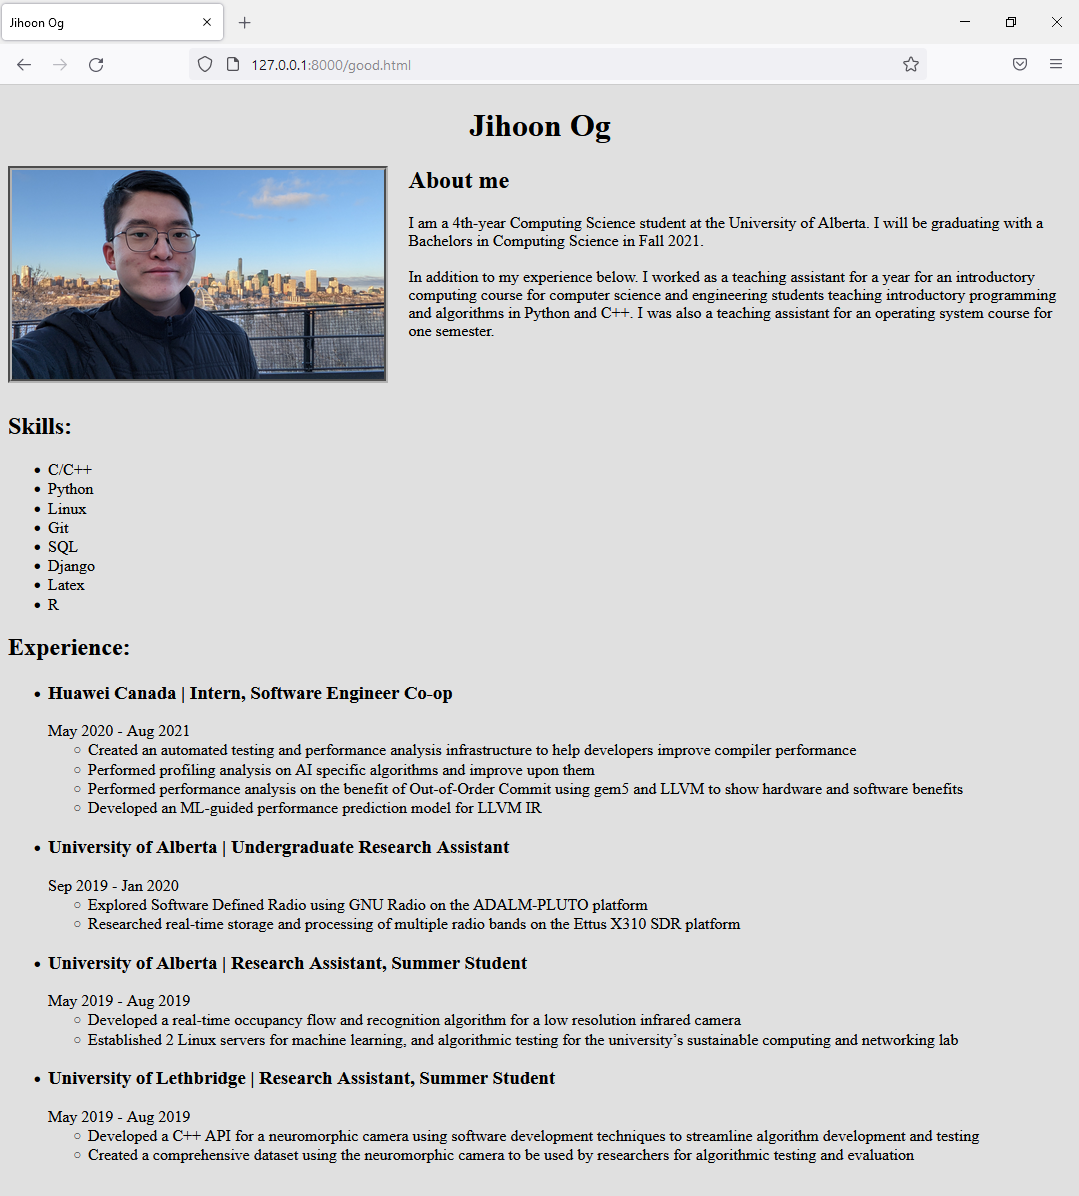 Jihoon Og
127.0.0.1:8000/good.html
Jihoon Og
About me
I am a 4th-year Computing Science student at the University of Alberta. I will be graduating with a
Bachelors in Computing Science in Fall 2021.
In addition to my experience below. I worked as a teaching assistant for a year for an introductory
computing course for computer science and engineering students teaching introductory programming
and algorithms in Python and C++. I was also a teaching assistant for an operating system course for
one semester.
Skills:
• C/C++
• Python
• Linux
• Git
• SQL
• Django
• Latex
• R
Experience:
• Huawei Canada | Intern, Software Engineer Co-op
May 2020 - Aug 2021
○ Created an automated testing and performance analysis infrastructure to help developers improve compiler performance
○ Performed profiling analysis on AI specific algorithms and improve upon them
○ Performed performance analysis on the benefit of Out-of-Order Commit using gem5 and LLVM to show hardware and software benefits
○ Developed an ML-guided performance prediction model for LLVM IR
• University of Alberta | Undergraduate Research Assistant
Sep 2019 - Jan 2020
○ Explored Software Defined Radio using GNU Radio on the ADALM-PLUTO platform
○ Researched real-time storage and processing of multiple radio bands on the Ettus X310 SDR platform
• University of Alberta | Research Assistant, Summer Student
May 2019 - Aug 2019
○ Developed a real-time occupancy flow and recognition algorithm for a low resolution infrared camera
○ Established 2 Linux servers for machine learning, and algorithmic testing for the university’s sustainable computing and networking lab
• University of Lethbridge | Research Assistant, Summer Student
May 2019 - Aug 2019
○ Developed a C++ API for a neuromorphic camera using software development techniques to streamline algorithm development and testing
○ Created a comprehensive dataset using the neuromorphic camera to be used by researchers for algorithmic testing and evaluation